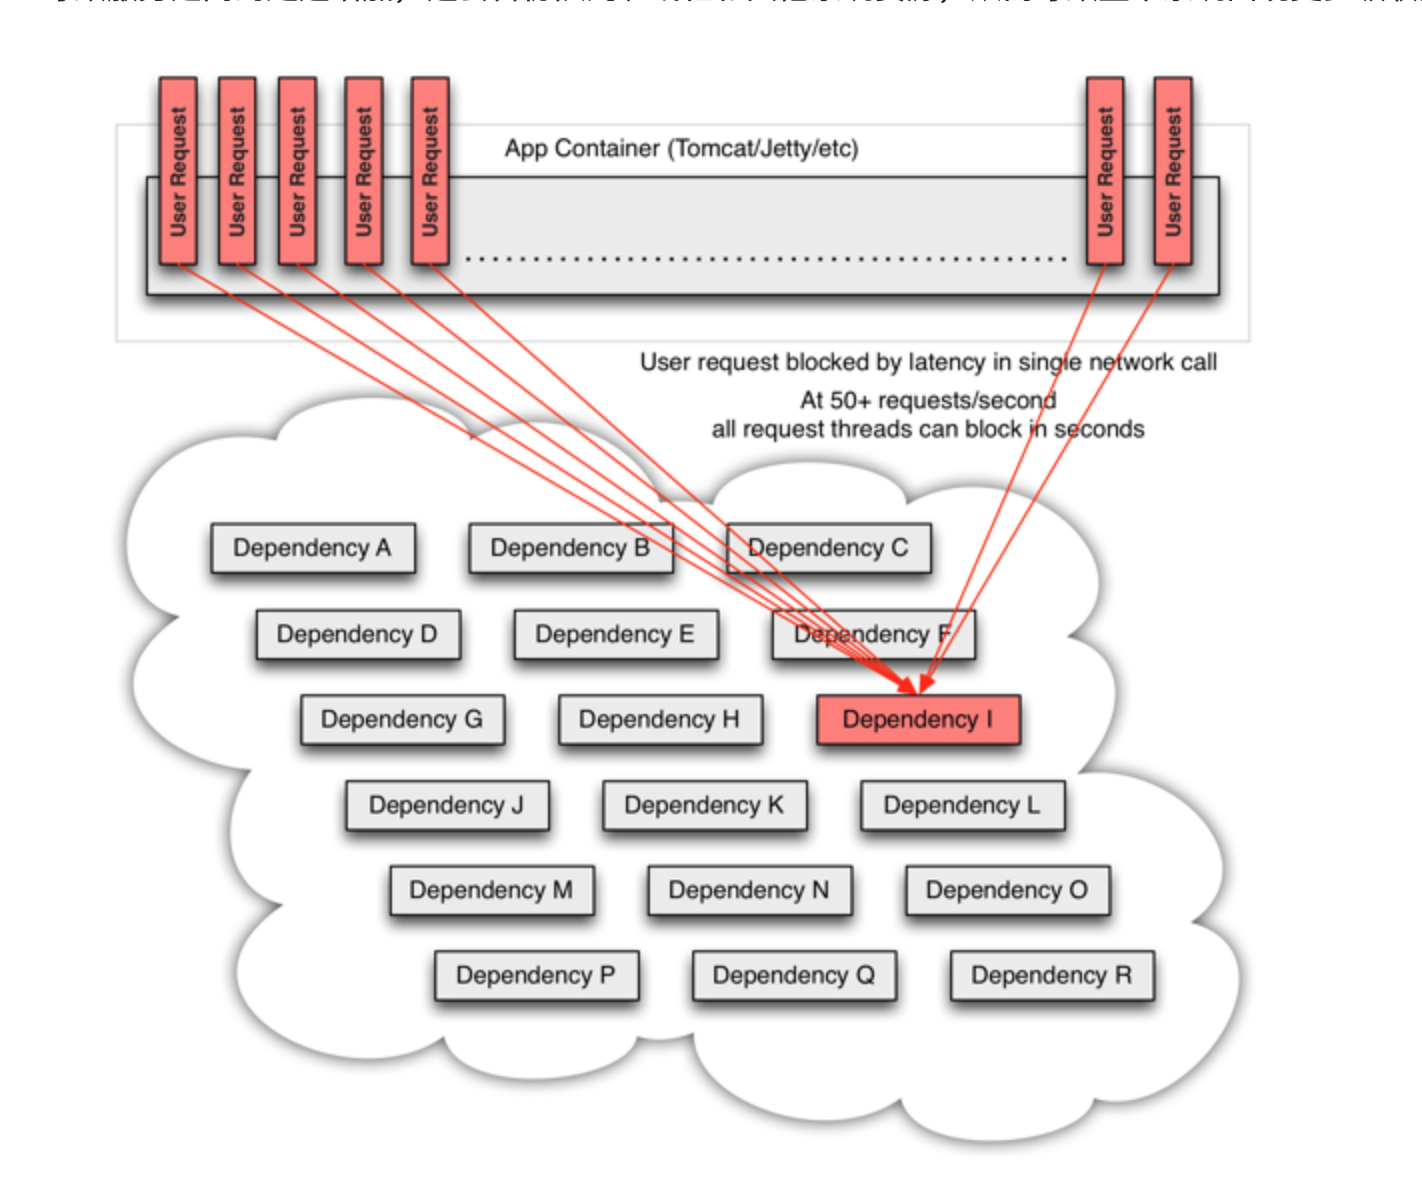 User Request
User Request
User Request
User Request
User Request
User Request
User Request
App Container (Tomcat/Jetty/etc)
User request blocked by latency in single network call
At 50+ requests/second
all request threads can block in seconds
Dependency A
Dependency B
Dependency C
Dependency D
Dependency E
Dependency F
Dependency G
Dependency H
Dependency I
Dependency J
Dependency K
Dependency L
Dependency M
Dependency N
Dependency O
Dependency P
Dependency Q
Dependency R